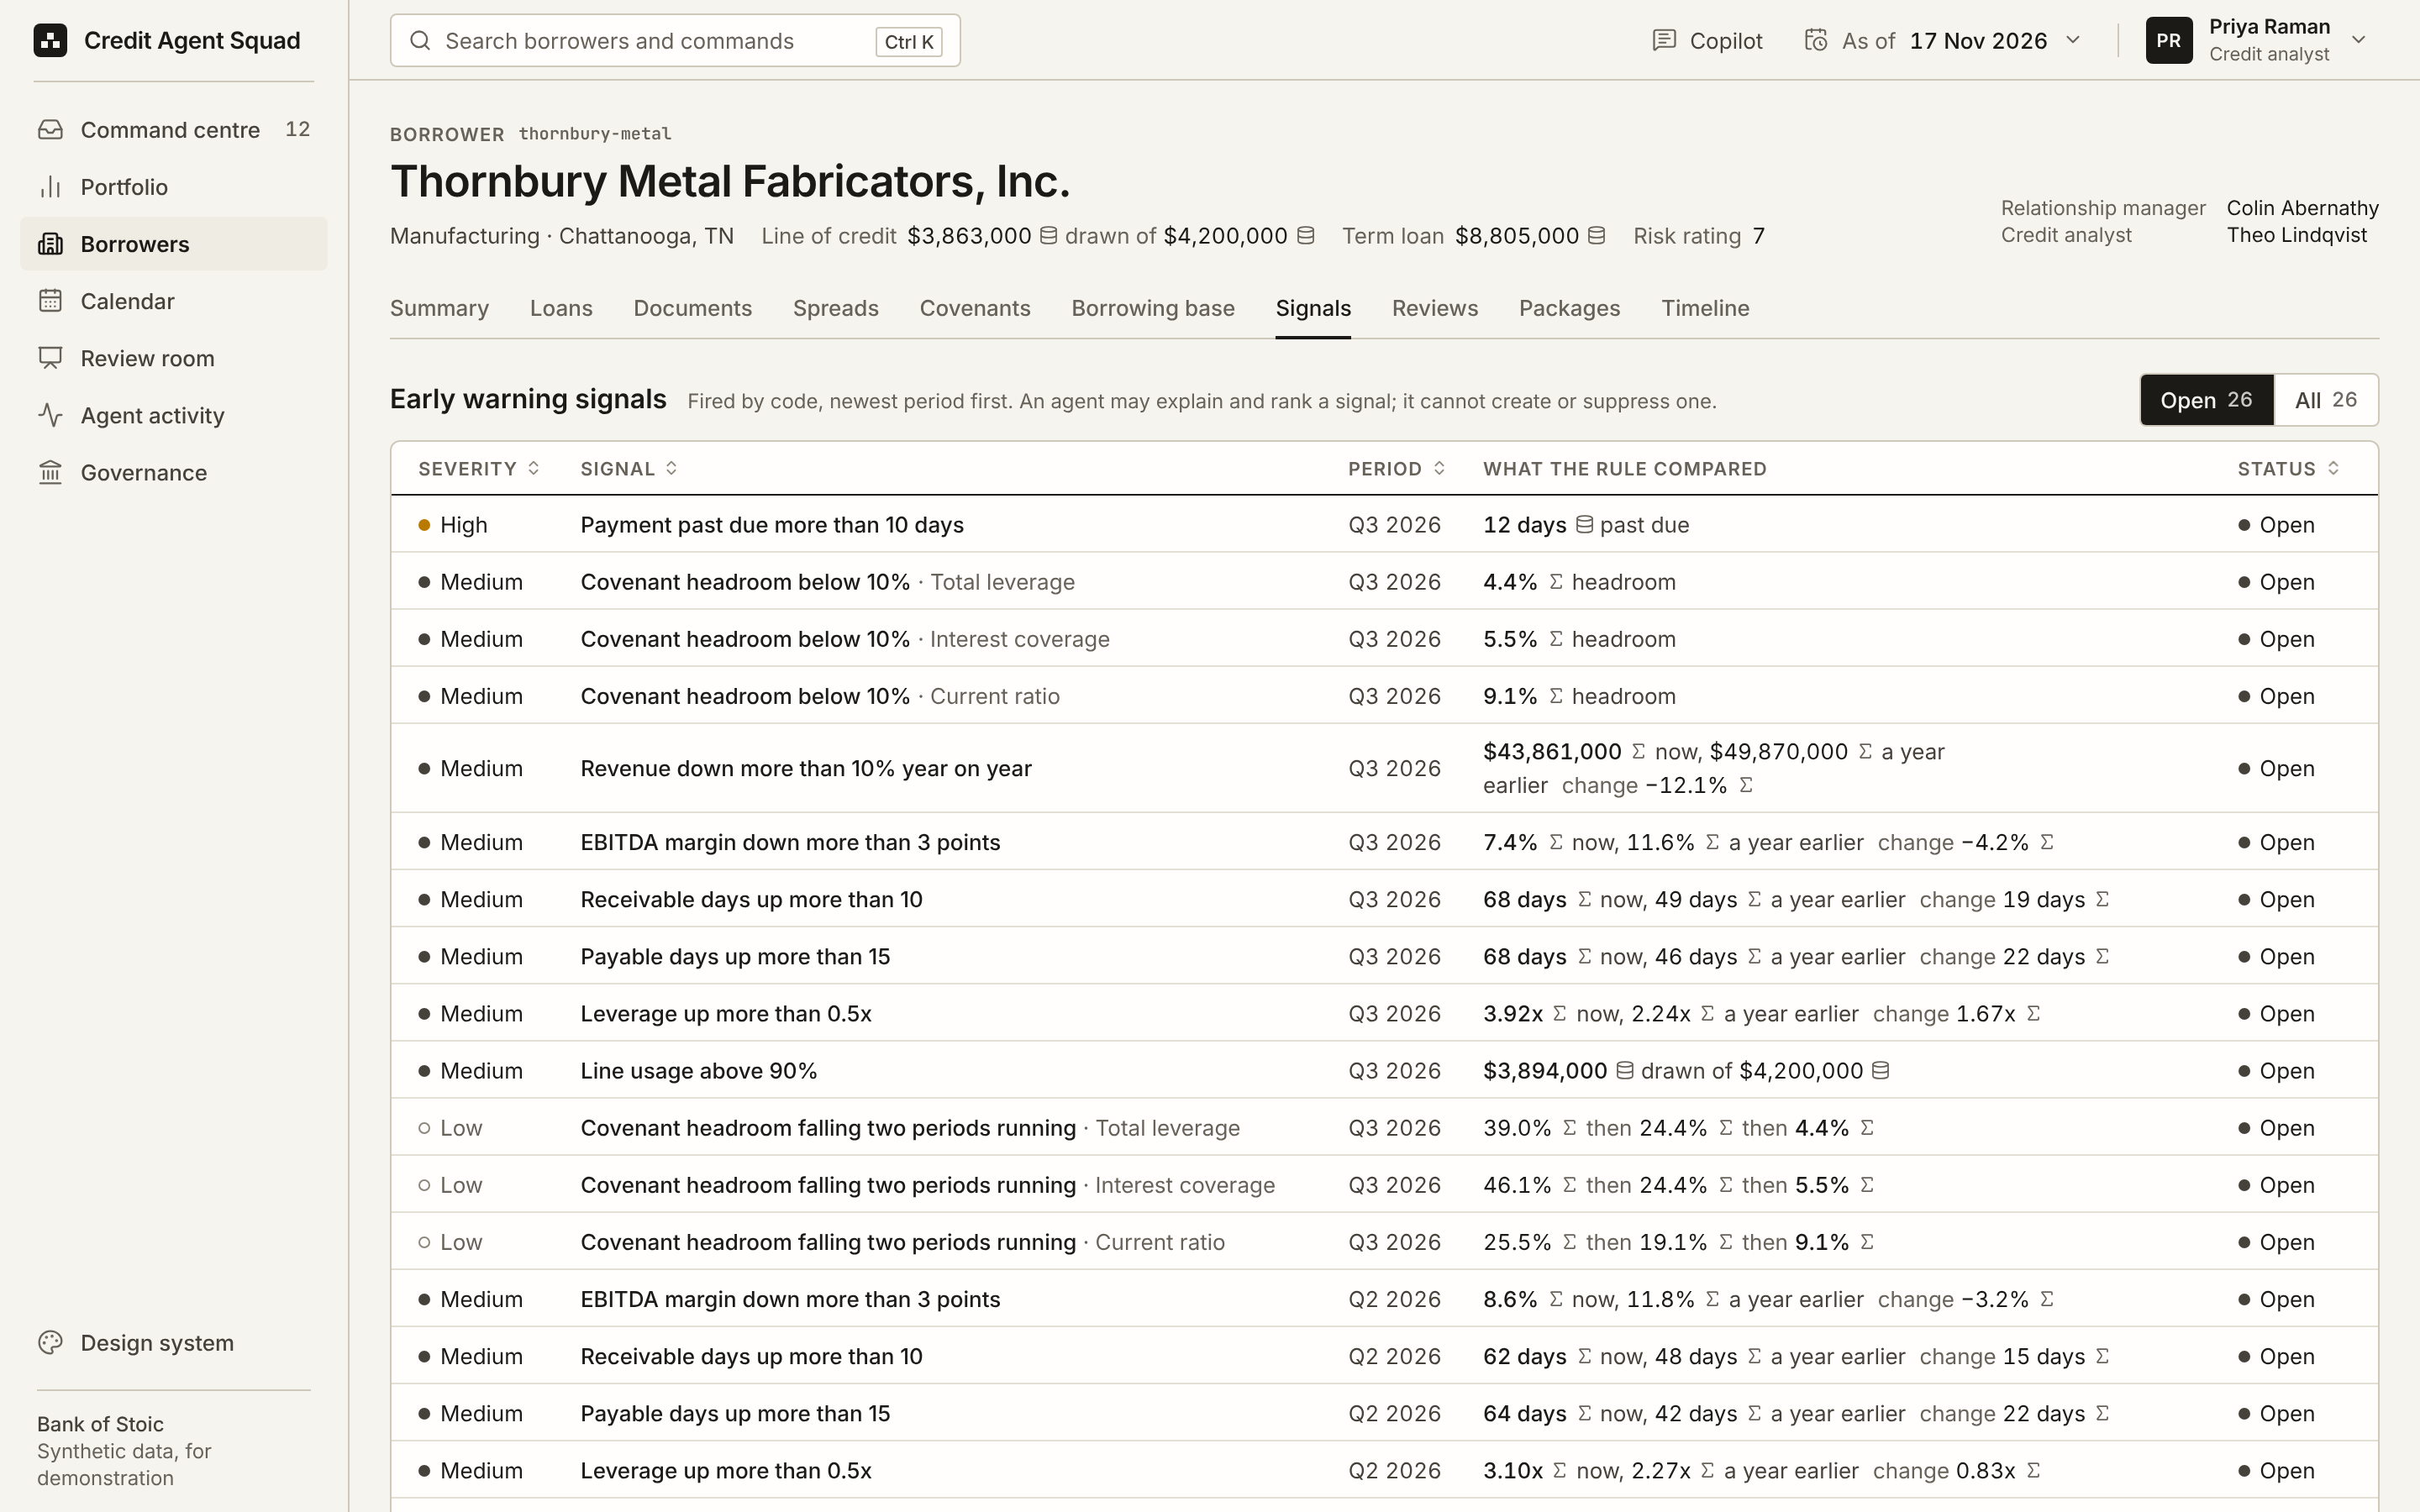 Credit Agent Squad
Search borrowers and commands Ctrl K
Copilot
As of 17 Nov 2026
PR
Priya Raman
Credit analyst
Command centre 12
Portfolio
Borrowers
Calendar
Review room
Agent activity
Governance
Design system
Bank of Stoic
Synthetic data, for
demonstration
BORROWER thornbury-metal
Thornbury Metal Fabricators, Inc.
Manufacturing · Chattanooga, TN Line of credit $3,863,000 drawn of $4,200,000 Term loan $8,805,000 Risk rating 7
Relationship manager Colin Abernathy
Credit analyst Theo Lindqvist
Summary Loans Documents Spreads Covenants Borrowing base Signals Reviews Packages Timeline
Early warning signals Fired by code, newest period first. An agent may explain and rank a signal; it cannot create or suppress one.
Open 26 All 26
SEVERITY SIGNAL PERIOD WHAT THE RULE COMPARED STATUS
High Payment past due more than 10 days Q3 2026 12 days past due Open
Medium Covenant headroom below 10% · Total leverage Q3 2026 4.4% Σ headroom Open
Medium Covenant headroom below 10% · Interest coverage Q3 2026 5.5% Σ headroom Open
Medium Covenant headroom below 10% · Current ratio Q3 2026 9.1% Σ headroom Open
Medium Revenue down more than 10% year on year Q3 2026 $43,861,000 Σ now, $49,870,000 Σ a year
earlier change −12.1% Σ Open
Medium EBITDA margin down more than 3 points Q3 2026 7.4% Σ now, 11.6% Σ a year earlier change −4.2% Σ Open
Medium Receivable days up more than 10 Q3 2026 68 days Σ now, 49 days Σ a year earlier change 19 days Σ Open
Medium Payable days up more than 15 Q3 2026 68 days Σ now, 46 days Σ a year earlier change 22 days Σ Open
Medium Leverage up more than 0.5x Q3 2026 3.92x Σ now, 2.24x Σ a year earlier change 1.67x Σ Open
Medium Line usage above 90% Q3 2026 $3,894,000 drawn of $4,200,000 Open
Low Covenant headroom falling two periods running · Total leverage Q3 2026 39.0% Σ then 24.4% Σ then 4.4% Σ Open
Low Covenant headroom falling two periods running · Interest coverage Q3 2026 46.1% Σ then 24.4% Σ then 5.5% Σ Open
Low Covenant headroom falling two periods running · Current ratio Q3 2026 25.5% Σ then 19.1% Σ then 9.1% Σ Open
Medium EBITDA margin down more than 3 points Q2 2026 8.6% Σ now, 11.8% Σ a year earlier change −3.2% Σ Open
Medium Receivable days up more than 10 Q2 2026 62 days Σ now, 48 days Σ a year earlier change 15 days Σ Open
Medium Payable days up more than 15 Q2 2026 64 days Σ now, 42 days Σ a year earlier change 22 days Σ Open
Medium Leverage up more than 0.5x Q2 2026 3.10x Σ now, 2.27x Σ a year earlier change 0.83x Σ Open